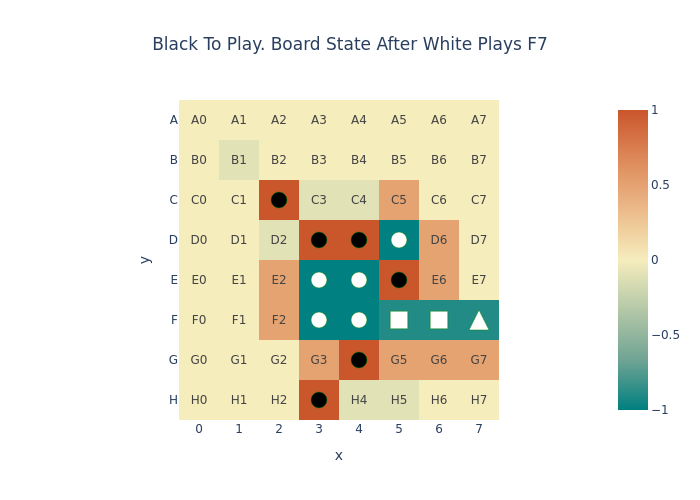 Black To Play. Board State After White Plays F7
A A0 A1 A2 A3 A4 A5 A6 A7
B B0 B1 B2 B3 B4 B5 B6 B7
C C0 C1 C3 C4 C5 C6 C7
D D0 D1 D2 D6 D7
E E0 E1 E2 E6 E7
F F0 F1 F2
G G0 G1 G2 G3 G5 G6 G7
H H0 H1 H2 H4 H5 H6 H7
0 1 2 3 4 5 6 7
x
y
1
0.5
0
−0.5
−1